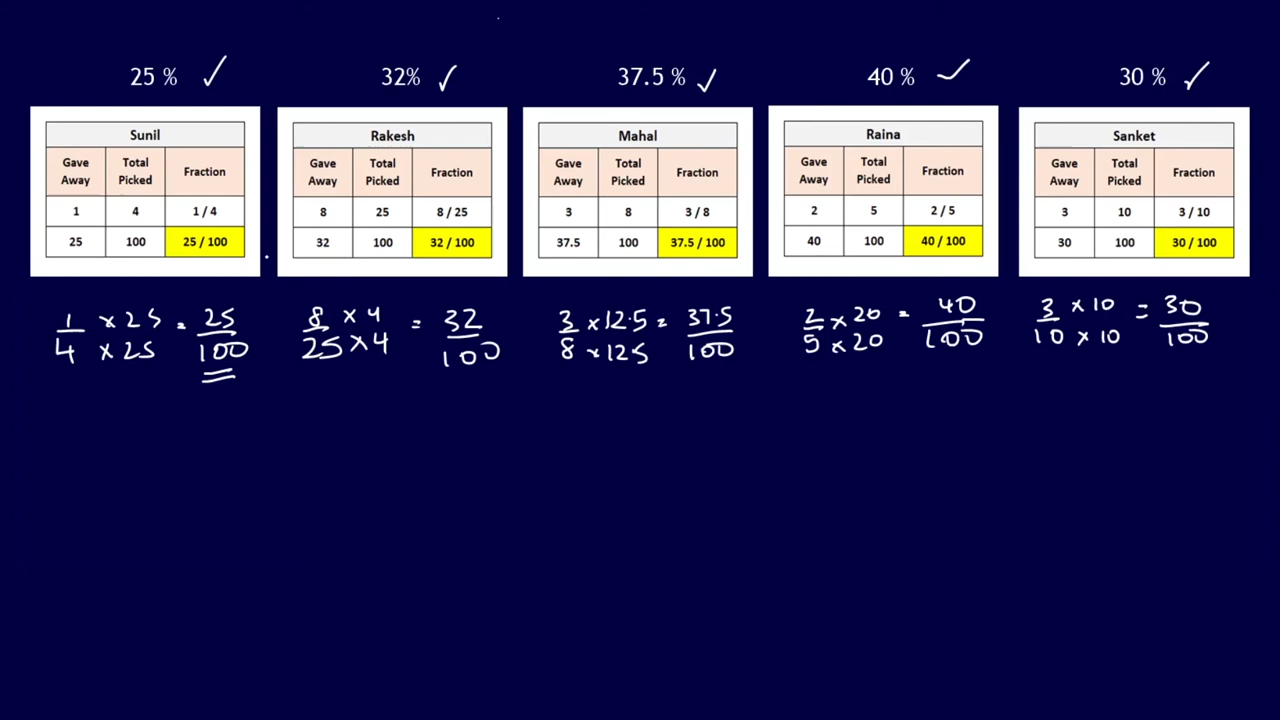 25 % ✓ 32% ✓ 37.5 % ✓ 40 % ✓ 30 % ✓
Sunil
Gave Away Total Picked Fraction
1 4 1 / 4
25 100 25 / 100
Rakesh
Gave Away Total Picked Fraction
8 25 8 / 25
32 100 32 / 100
Mahal
Gave Away Total Picked Fraction
3 8 3 / 8
37.5 100 37.5 / 100
Raina
Gave Away Total Picked Fraction
2 5 2 / 5
40 100 40 / 100
Sanket
Gave Away Total Picked Fraction
3 10 3 / 10
30 100 30 / 100
1 × 25 = 25
4 × 25 100
8 × 4 = 32
25 × 4 100
3 × 12.5 = 37.5
8 × 12.5 100
2 × 20 = 40
5 × 20 100
3 × 10 = 30
10 × 10 100